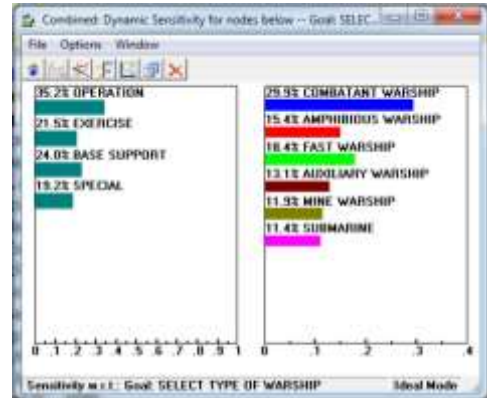 Combined: Dynamic Sensitivity for nodes below -- Goal: SELEC...
File Options Window
35.2% OPERATION
21.5% EXERCISE
24.0% BASE SUPPORT
19.2% SPECIAL
0 .1 .2 .3 .4 .5 .6 .7 .8 .9 1
29.9% COMBATANT WARSHIP
15.4% AMPHIBIOUS WARSHIP
18.4% FAST WARSHIP
13.1% AUXILIARY WARSHIP
11.9% MINE WARSHIP
11.4% SUBMARINE
0 .1 .2 .3 .4
Sensitivity w.r.t.: Goal: SELECT TYPE OF WARSHIP
Ideal Mode